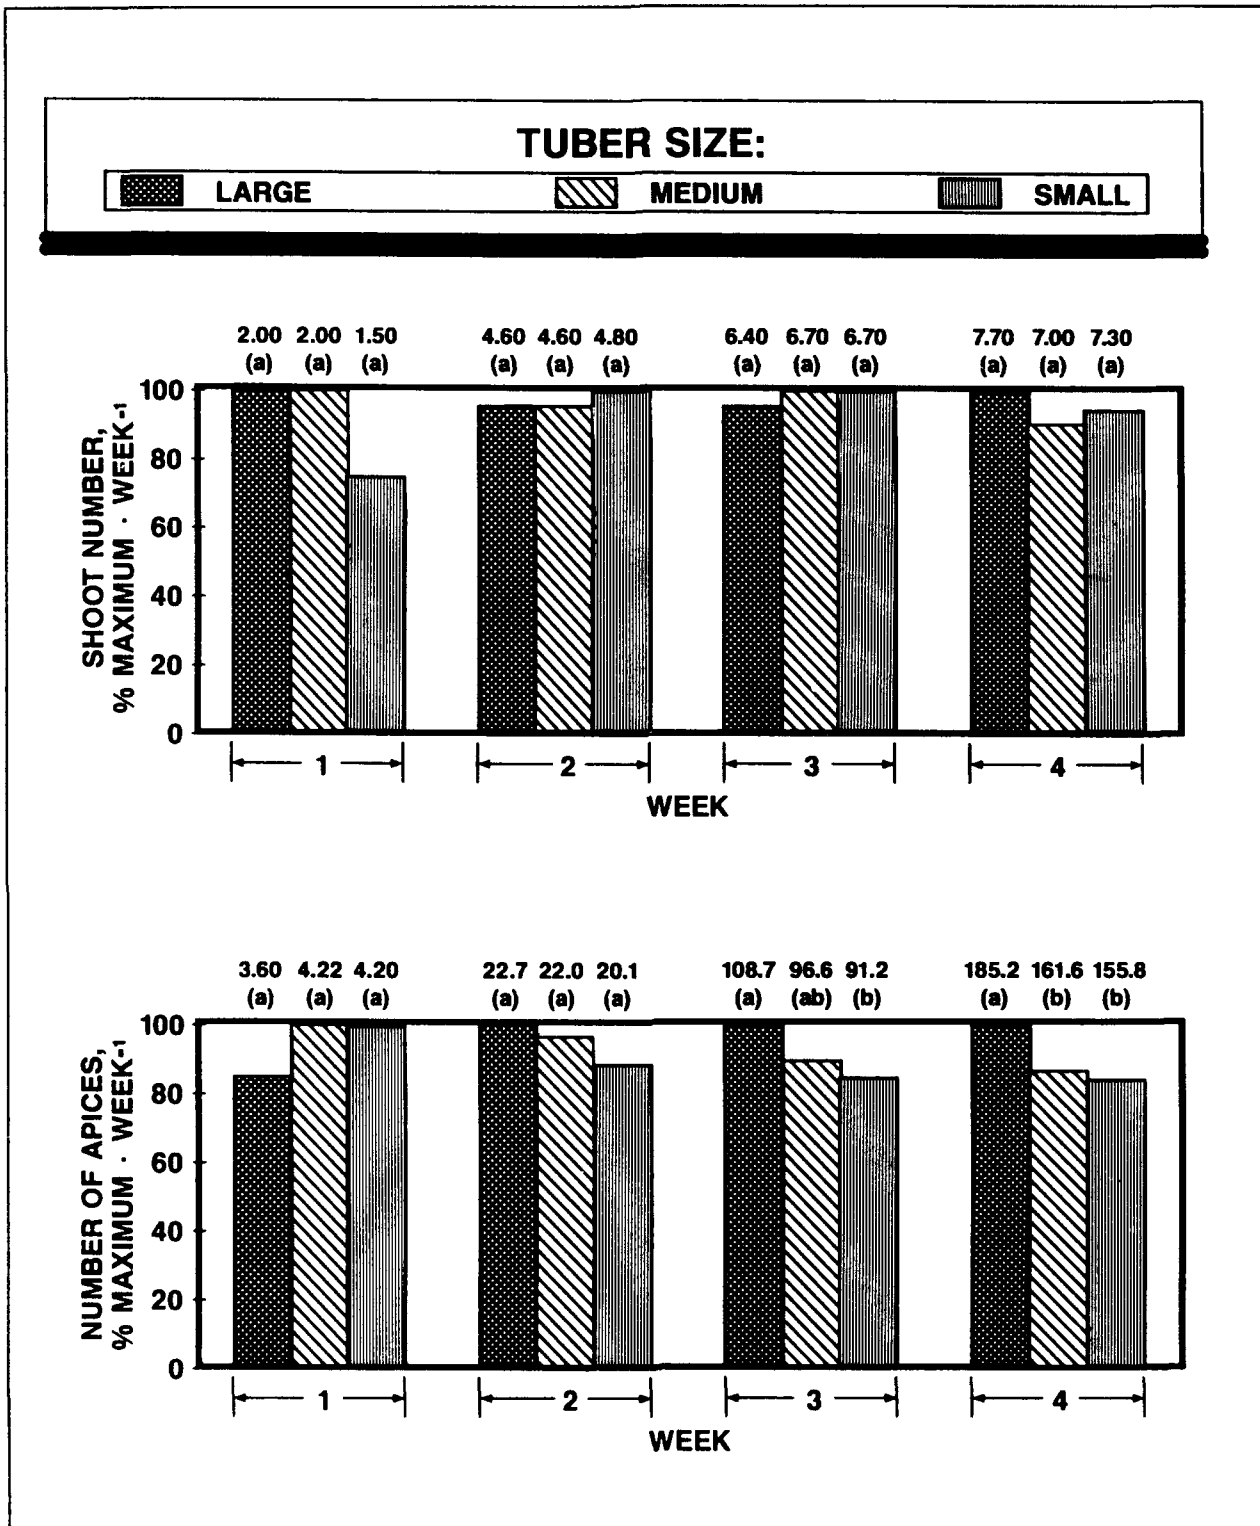 TUBER SIZE:
LARGE MEDIUM SMALL
2.00 2.00 1.50 4.60 4.60 4.80 6.40 6.70 6.70 7.70 7.00 7.30
(a) (a) (a) (a) (a) (a) (a) (a) (a) (a) (a) (a)
SHOOT NUMBER,
% MAXIMUM · WEEK-1
100
80
60
40
20
0
1 2 3 4
WEEK
3.60 4.22 4.20 22.7 22.0 20.1 108.7 96.6 91.2 185.2 161.6 155.8
(a) (a) (a) (a) (a) (a) (a) (ab) (b) (a) (b) (b)
NUMBER OF APICES,
% MAXIMUM · WEEK-1
100
80
60
40
20
0
1 2 3 4
WEEK